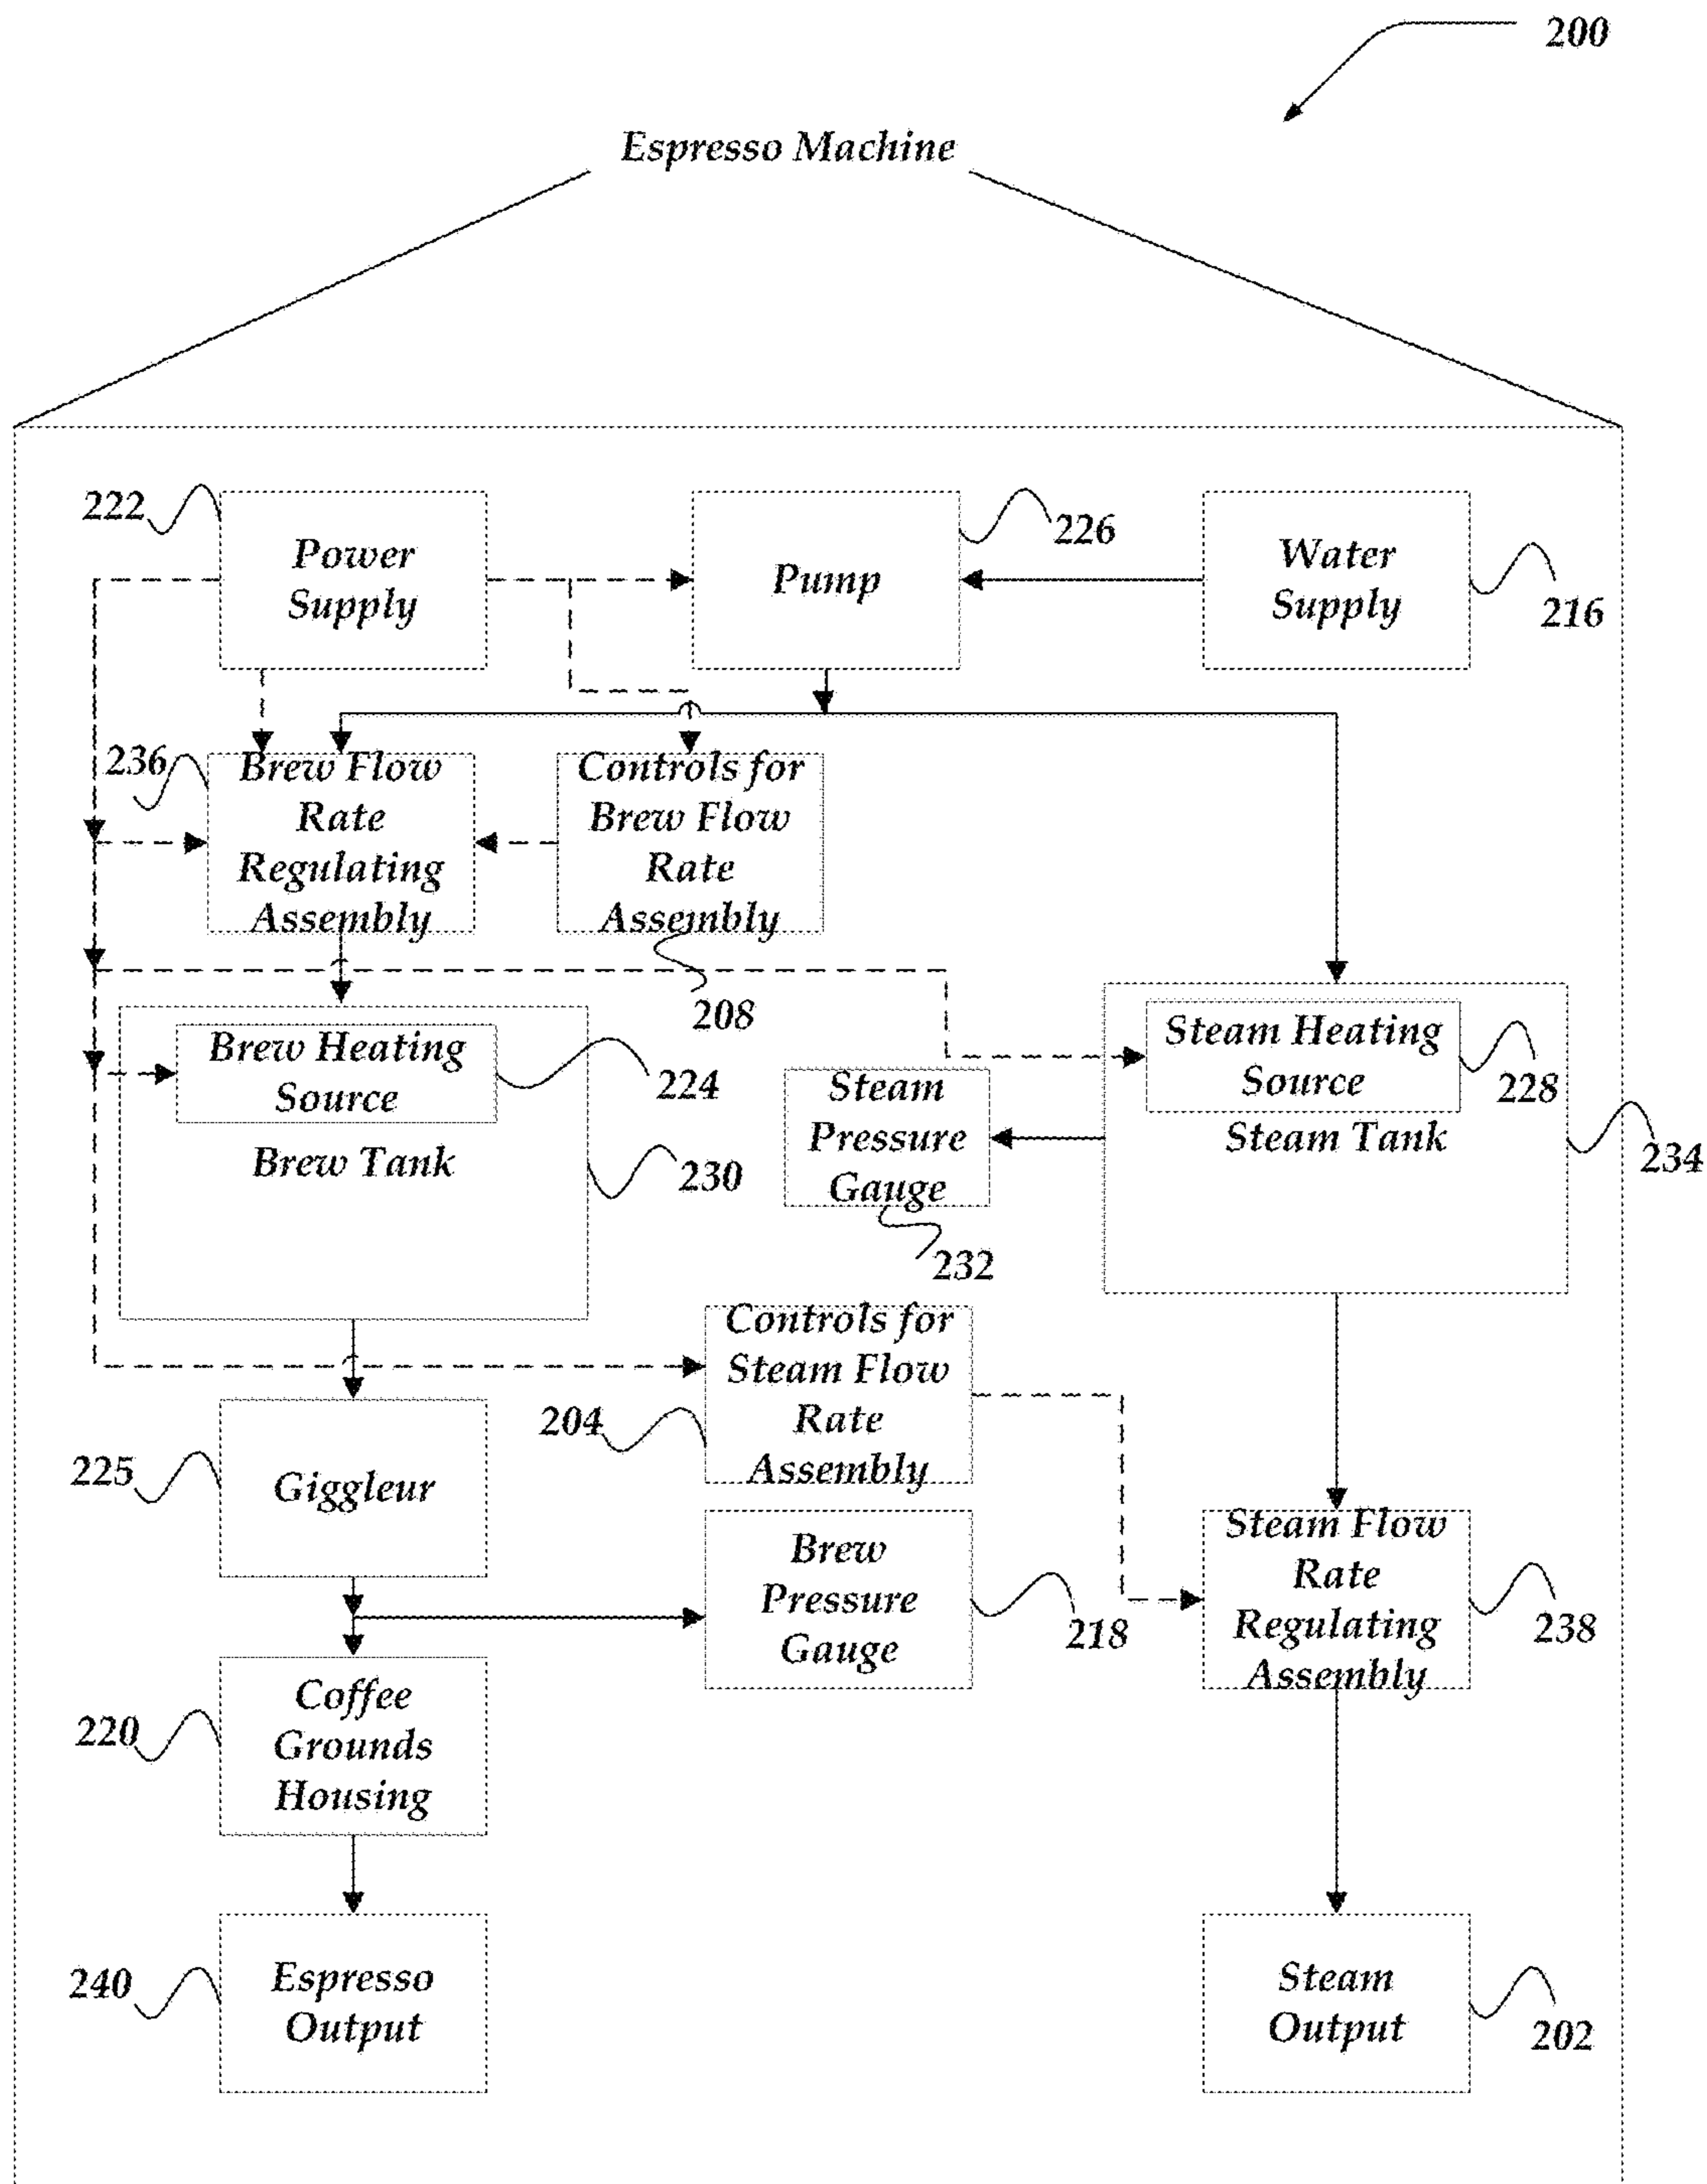 200
Espresso Machine
222
Power
Supply
Pump
226
Water
Supply
216
236
Brew Flow
Rate
Regulating
Assembly
Controls for
Brew Flow
Rate
Assembly
208
Brew Heating
Source
224
Brew Tank
230
Steam
Pressure
Gauge
232
Steam Heating
Source
228
Steam Tank
234
Controls for
Steam Flow
Rate
Assembly
204
225
Giggleur
Brew
Pressure
Gauge
218
Steam Flow
Rate
Regulating
Assembly
238
220
Coffee
Grounds
Housing
240
Espresso
Output
Steam
Output
202